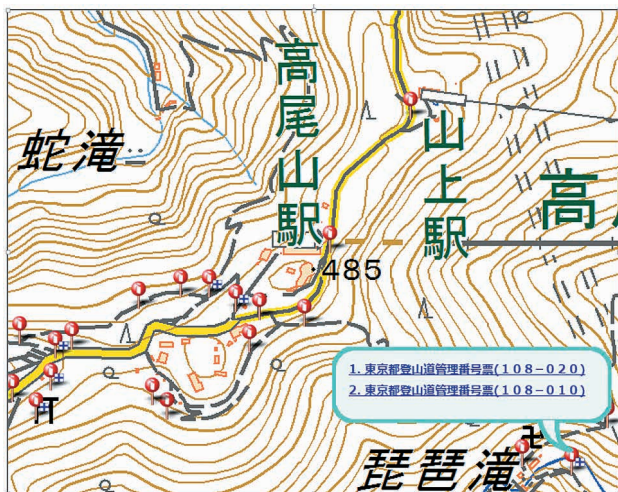 高尾山駅
山上駅
蛇滝
高
485
1. 東京都登山道管理番号票(108-020)
2. 東京都登山道管理番号票(108-010)
琵琶滝